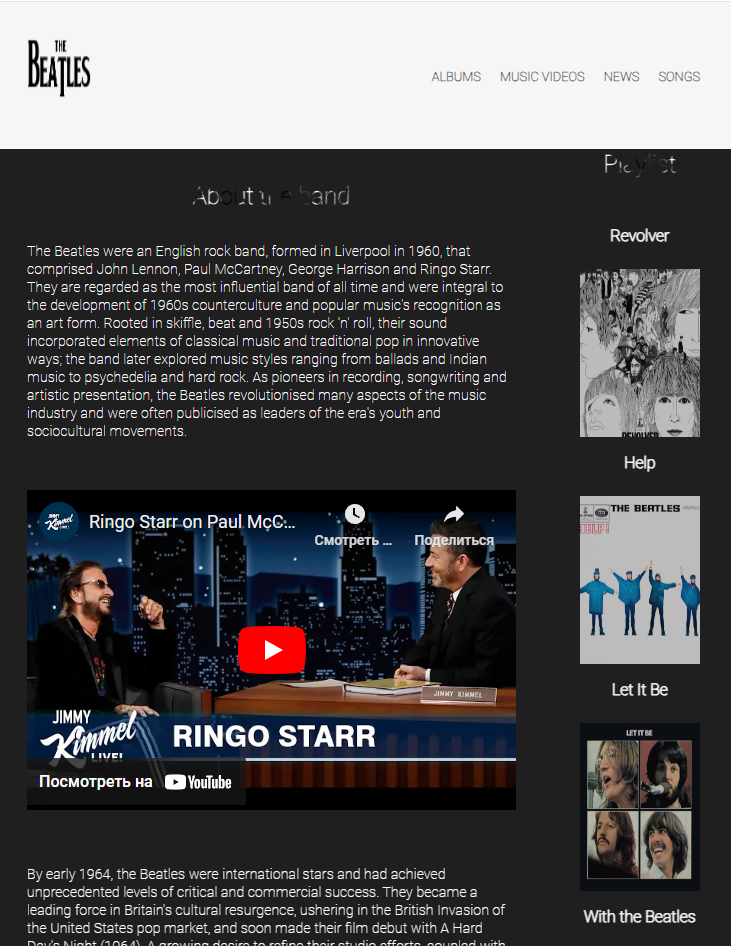 THE
BEATLES
ALBUMS MUSIC VIDEOS NEWS SONGS
About the band
The Beatles were an English rock band, formed in Liverpool in 1960, that
comprised John Lennon, Paul McCartney, George Harrison and Ringo Starr.
They are regarded as the most influential band of all time and were integral to
the development of 1960s counterculture and popular music's recognition as
an art form. Rooted in skiffle, beat and 1950s rock 'n' roll, their sound
incorporated elements of classical music and traditional pop in innovative
ways; the band later explored music styles ranging from ballads and Indian
music to psychedelia and hard rock. As pioneers in recording, songwriting and
artistic presentation, the Beatles revolutionised many aspects of the music
industry and were often publicised as leaders of the era's youth and
sociocultural movements.
Ringo Starr on Paul McC...
Смотреть ...
Поделиться
JIMMY KIMMEL
JIMMY
Kimmel
LIVE!
RINGO STARR
Посмотреть на YouTube
By early 1964, the Beatles were international stars and had achieved
unprecedented levels of critical and commercial success. They became a
leading force in Britain's cultural resurgence, ushering in the British Invasion of
the United States pop market, and soon made their film debut with A Hard
Day's Night (1964). A growing desire to refine their studio efforts, coupled with
Playlist
Revolver
REVOLVER
Help
THE BEATLES
HELP!
Let It Be
LET IT BE
With the Beatles